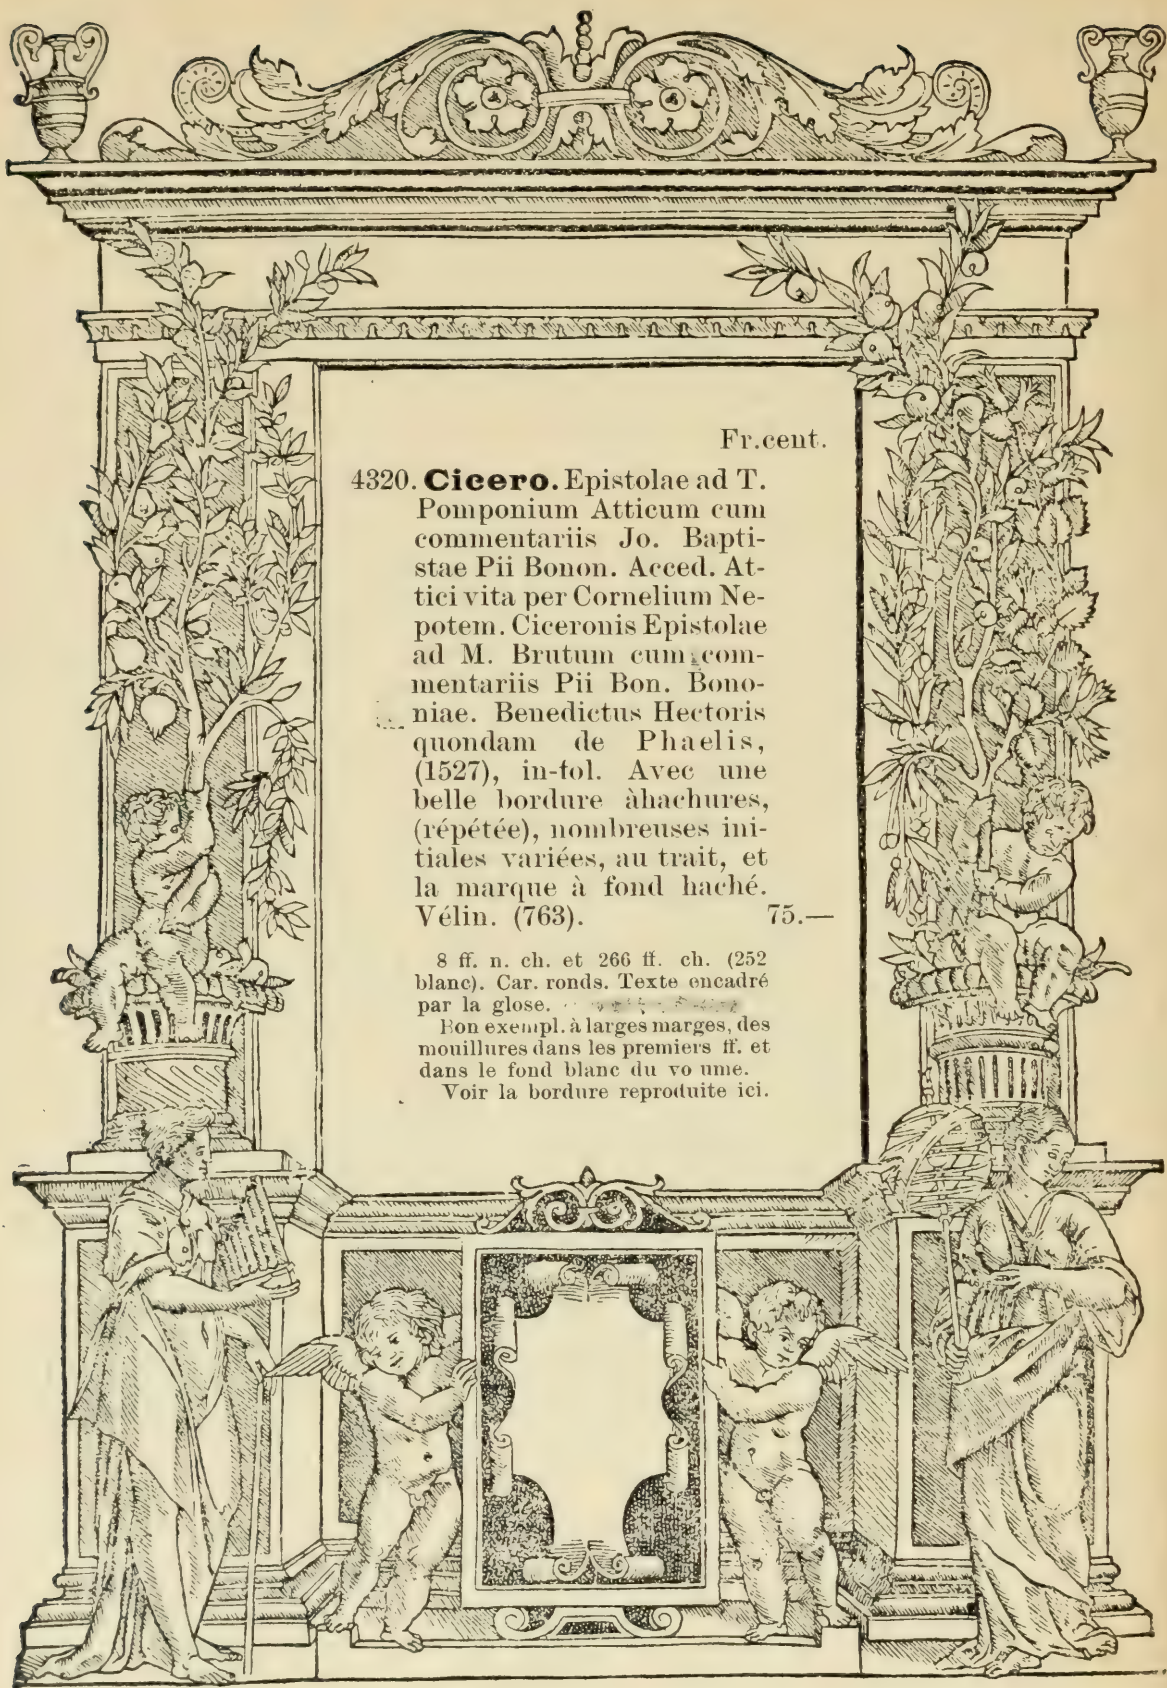 Fr.cent.
4320. Cicero. Epistolae ad T.
Pomponium Atticum cum
commentariis Jo. Bapti-
stae Pii Bonon. Acced. At-
tici vita per Cornelium Ne-
potem. Ciceronis Epistolae
ad M. Brutum cum com-
mentariis Pii Bon. Bono-
niae. Benedictus Hectoris
quondam de Phaelis,
(1527), in-fol. Avec une
belle bordure àhachures,
(répétée), nombreuses ini-
tiales variées, au trait, et
la marque à fond haché.
Vélin. (763). 75.—
8 ff. n. ch. et 266 ff. ch. (252
blanc). Car. ronds. Texte encadré
par la glose.
Bon exempl. à larges marges, des
mouillures dans les premiers ff. et
dans le fond blanc du vo ume.
Voir la bordure reproduite ici.